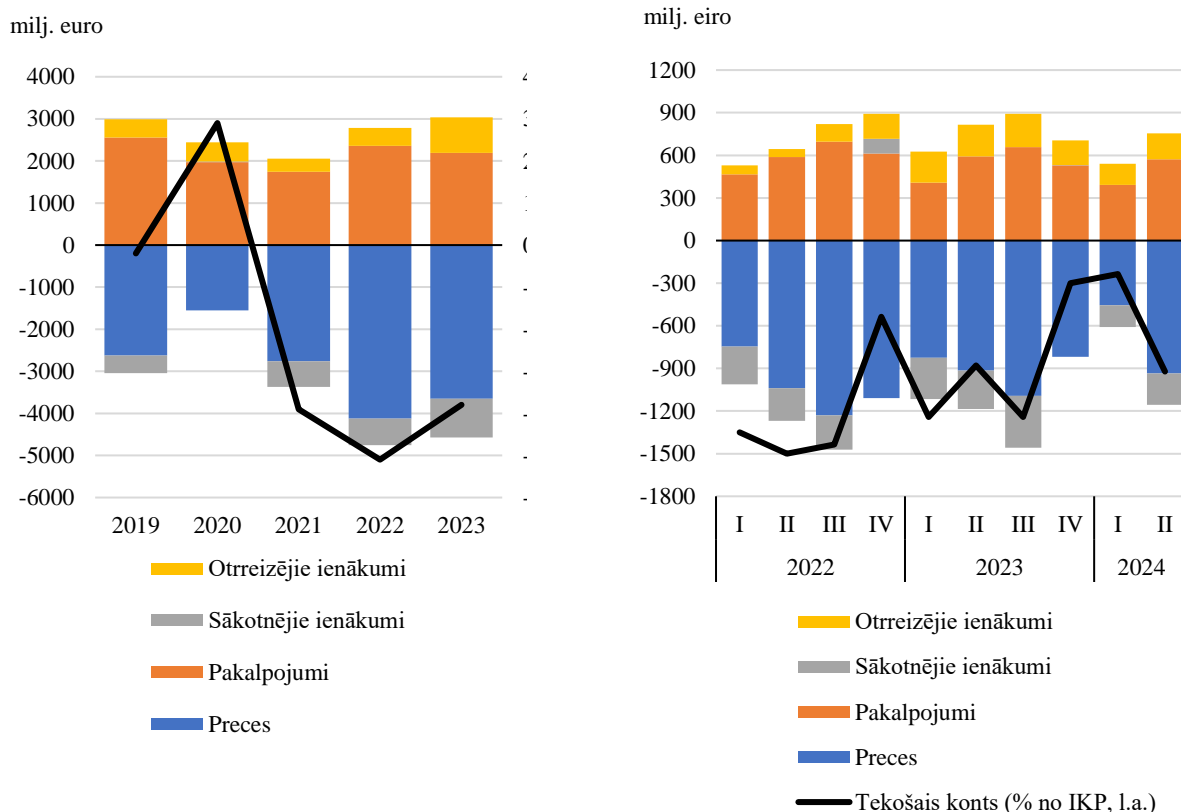 milj. euro
4000
3000
2000
1000
0
-1000
-2000
-3000
-4000
-5000
-6000
2019 2020 2021 2022 2023
Otrreizējie ienākumi
Sākotnējie ienākumi
Pakalpojumi
Preces
milj. eiro
1200
900
600
300
0
-300
-600
-900
-1200
-1500
-1800
I II III IV I II III IV I II
2022 2023 2024
Otrreizējie ienākumi
Sākotnējie ienākumi
Pakalpojumi
Preces
Tekošais konts (% no IKP, l.a.)